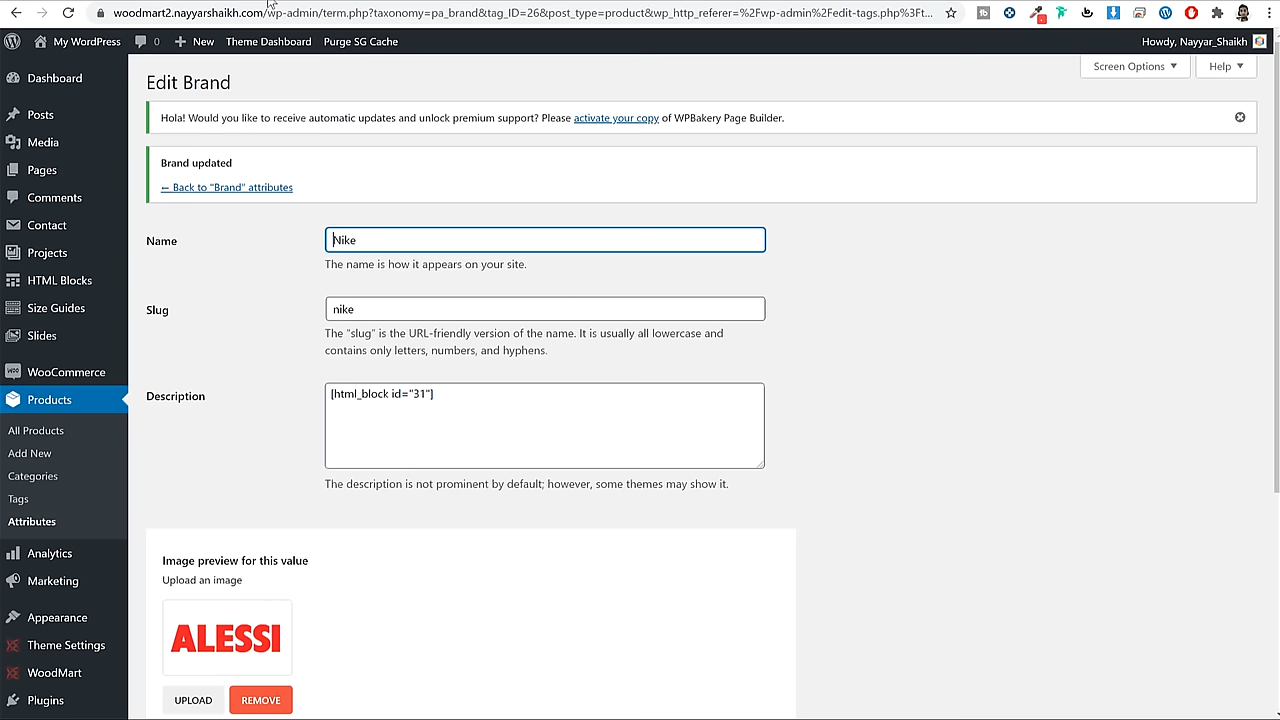 woodmart2.nayyarshaikh.com/wp-admin/term.php?taxonomy=pa_brand&tag_ID=26&post_type=product&wp_http_referer=%2Fwp-admin%2Fedit-tags.php%3Ft...
My WordPress
0
New
Theme Dashboard
Purge SG Cache
Howdy, Nayyar_Shaikh
Dashboard
Posts
Media
Pages
Comments
Contact
Projects
HTML Blocks
Size Guides
Slides
WooCommerce
Products
All Products
Add New
Categories
Tags
Attributes
Analytics
Marketing
Appearance
Theme Settings
WoodMart
Plugins
Screen Options ▼
Help ▼
Edit Brand
Hola! Would you like to receive automatic updates and unlock premium support? Please activate your copy of WPBakery Page Builder.
Brand updated
← Back to "Brand" attributes
Name
Nike
The name is how it appears on your site.
Slug
nike
The "slug" is the URL-friendly version of the name. It is usually all lowercase and
contains only letters, numbers, and hyphens.
Description
[html_block id="31"]
The description is not prominent by default; however, some themes may show it.
Image preview for this value
Upload an image
ALESSI
UPLOAD
REMOVE